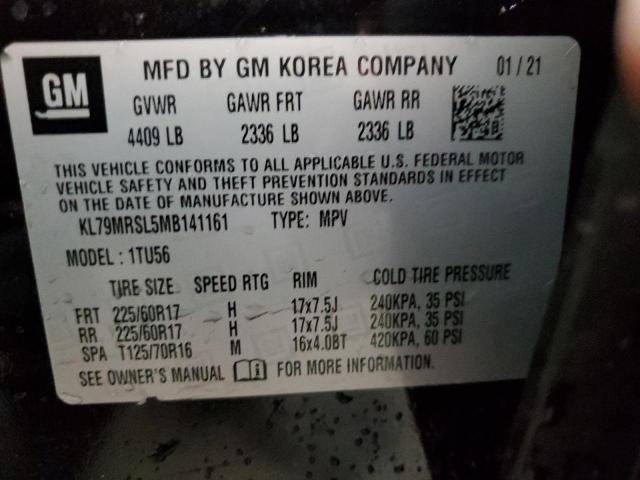 GM
MFD BY GM KOREA COMPANY 01/21
GVWR GAWR FRT GAWR RR
4409 LB 2336 LB 2336 LB
THIS VEHICLE CONFORMS TO ALL APPLICABLE U.S. FEDERAL MOTOR
VEHICLE SAFETY AND THEFT PREVENTION STANDARDS IN EFFECT
ON THE DATE OF MANUFACTURE SHOWN ABOVE.
KL79MRSL5MB141161 TYPE: MPV
MODEL: 1TU56
TIRE SIZE SPEED RTG RIM COLD TIRE PRESSURE
FRT 225/60R17 H 17x7.5J 240KPA, 35 PSI
RR 225/60R17 H 17x7.5J 240KPA, 35 PSI
SPA T125/70R16 M 16x4.0BT 420KPA, 60 PSI
SEE OWNER'S MANUAL i FOR MORE INFORMATION.